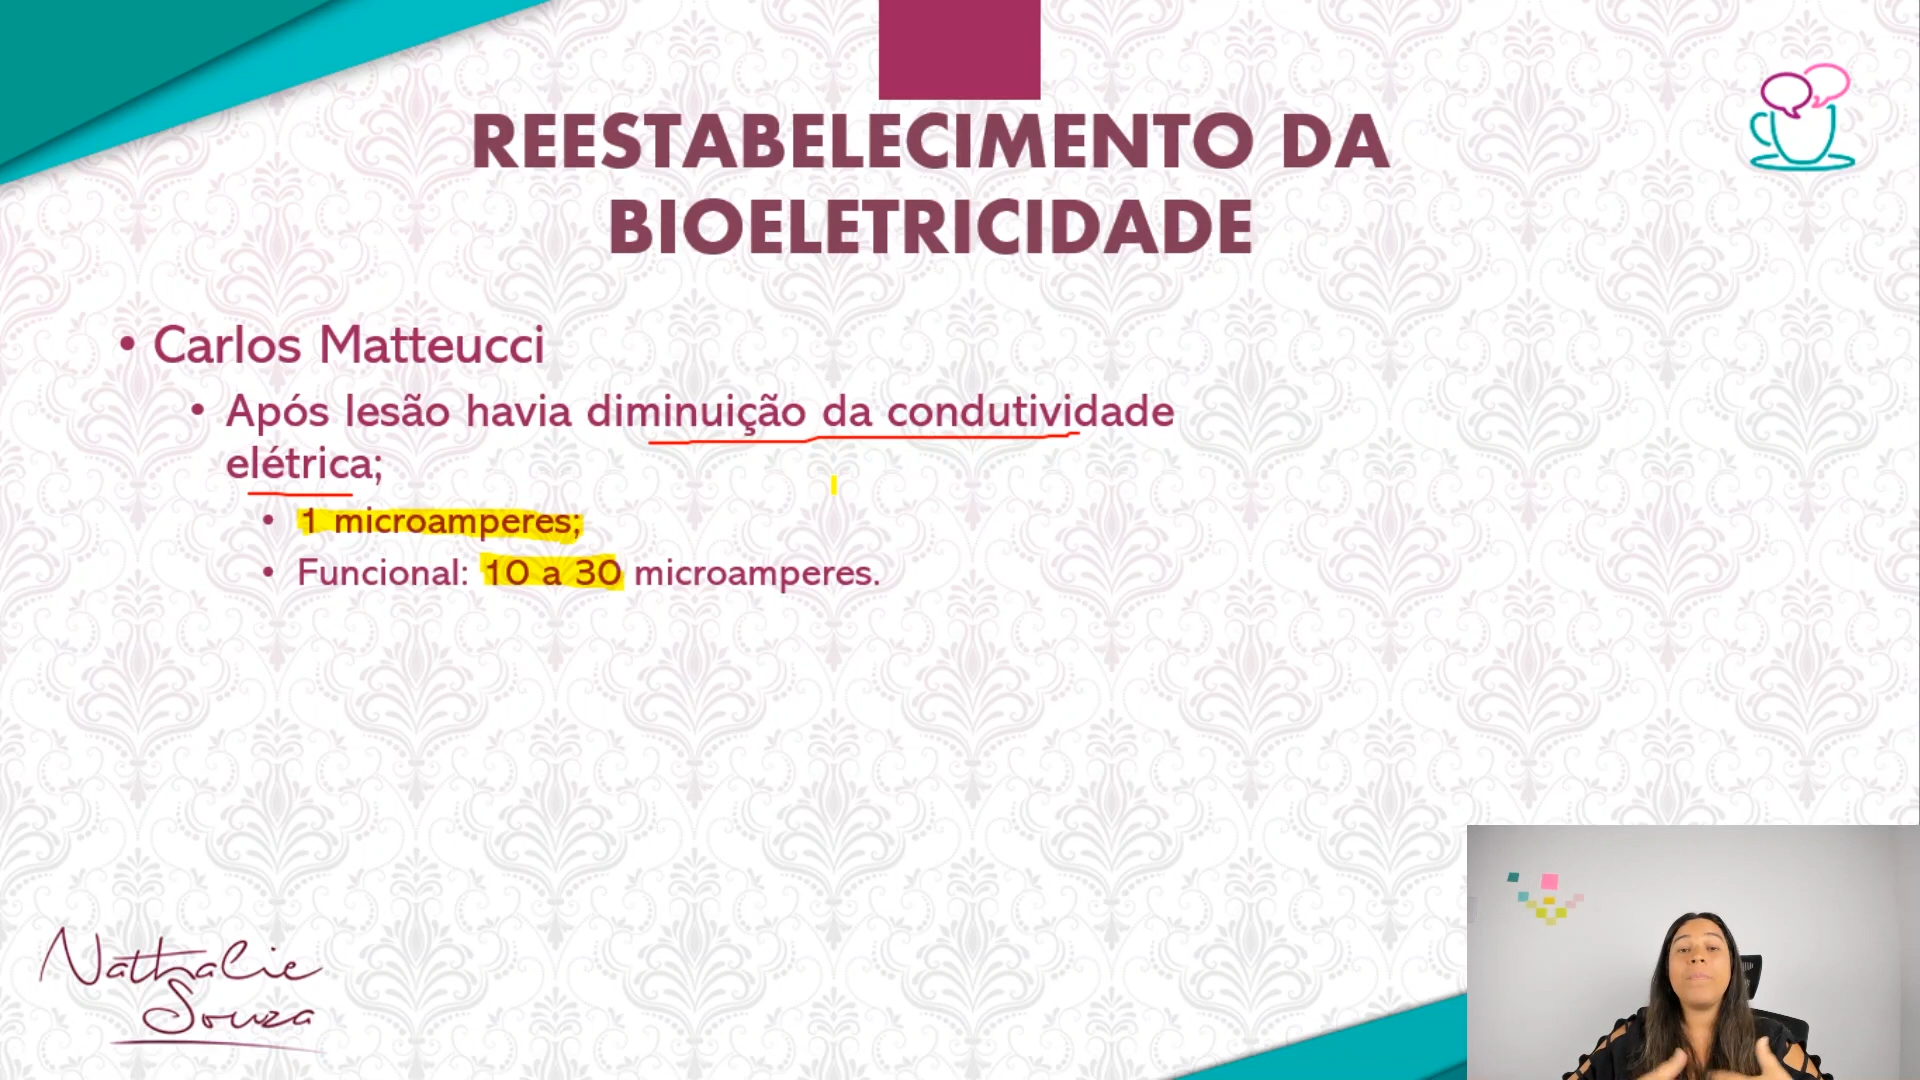 REESTABELECIMENTO DA
BIOELETRICIDADE
• Carlos Matteucci
• Após lesão havia diminuição da condutividade
elétrica;
• 1 microamperes;
• Funcional: 10 a 30 microamperes.
Nathalie
Souza